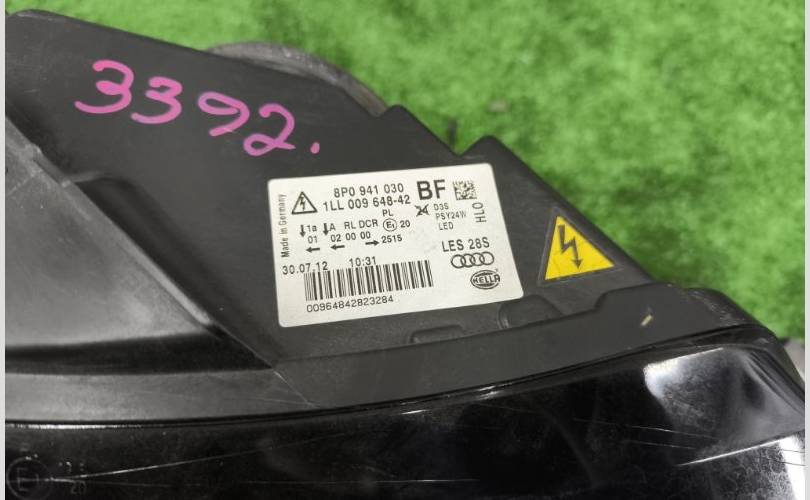 3392.
Made in Germany
8P0 941 030 BF
1LL 009 648-42
PL
1a A RL DCR E1 20
01 02 00 00 2515
D3S
PSY24W
LED
HLO
LES 28S
30.07.12 10:31
HELLA
00964842823284